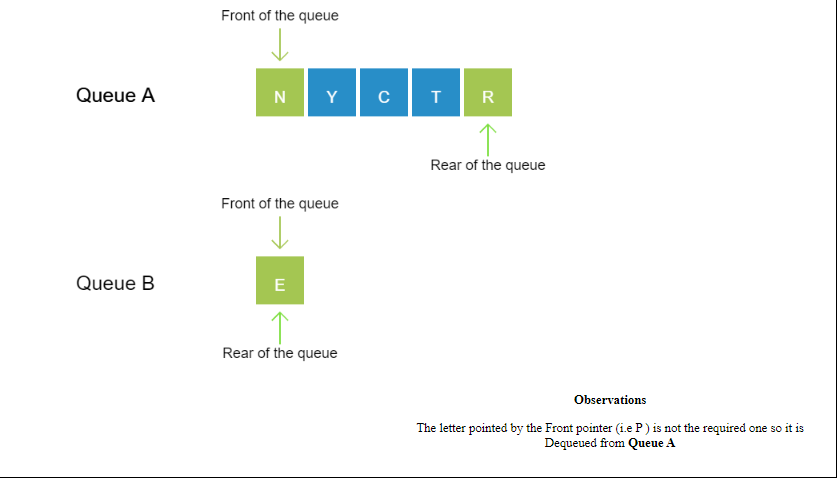 Front of the queue
Queue A
N Y C T R
Rear of the queue
Front of the queue
Queue B
E
Rear of the queue
Observations
The letter pointed by the Front pointer (i.e P ) is not the required one so it is
Dequeued from Queue A